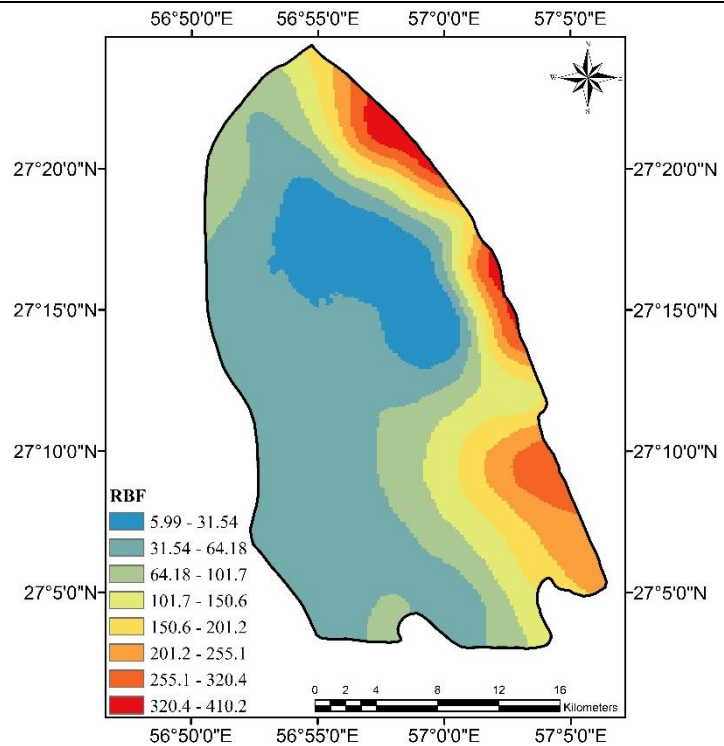 56°50'0"E 56°55'0"E 57°0'0"E 57°5'0"E
N
W E
S
27°20'0"N 27°20'0"N
27°15'0"N 27°15'0"N
27°10'0"N 27°10'0"N
RBF
5.99 - 31.54
31.54 - 64.18
64.18 - 101.7
27°5'0"N 27°5'0"N
101.7 - 150.6
150.6 - 201.2
201.2 - 255.1
255.1 - 320.4
320.4 - 410.2
0 2 4 8 12 16
Kilometers
56°50'0"E 56°55'0"E 57°0'0"E 57°5'0"E